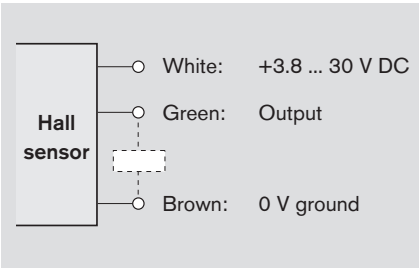 Hall
sensor
White: +3.8 ... 30 V DC
Green: Output
Brown: 0 V ground